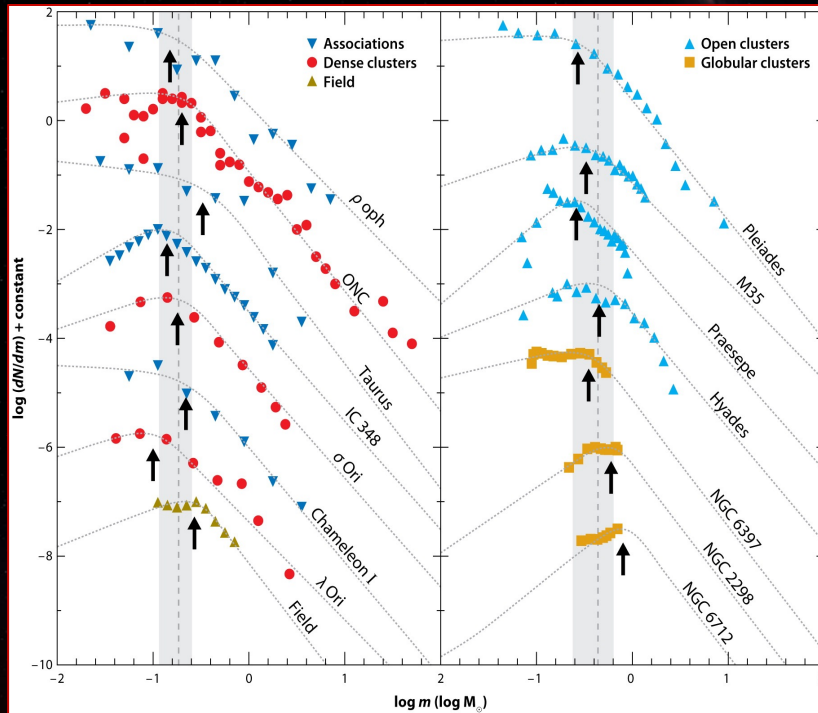 Associations
Dense clusters
Field
Open clusters
Globular clusters
2
0
−2
−4
−6
−8
−10
log (dN/dm) + constant
ρ oph
ONC
Taurus
IC 348
σ Ori
Chameleon I
λ Ori
Field
Pleiades
M35
Praesepe
Hyades
NGC 6397
NGC 2298
NGC 6712
−2 −1 0 1 2 −1 0 1 2
log m (log M☉)